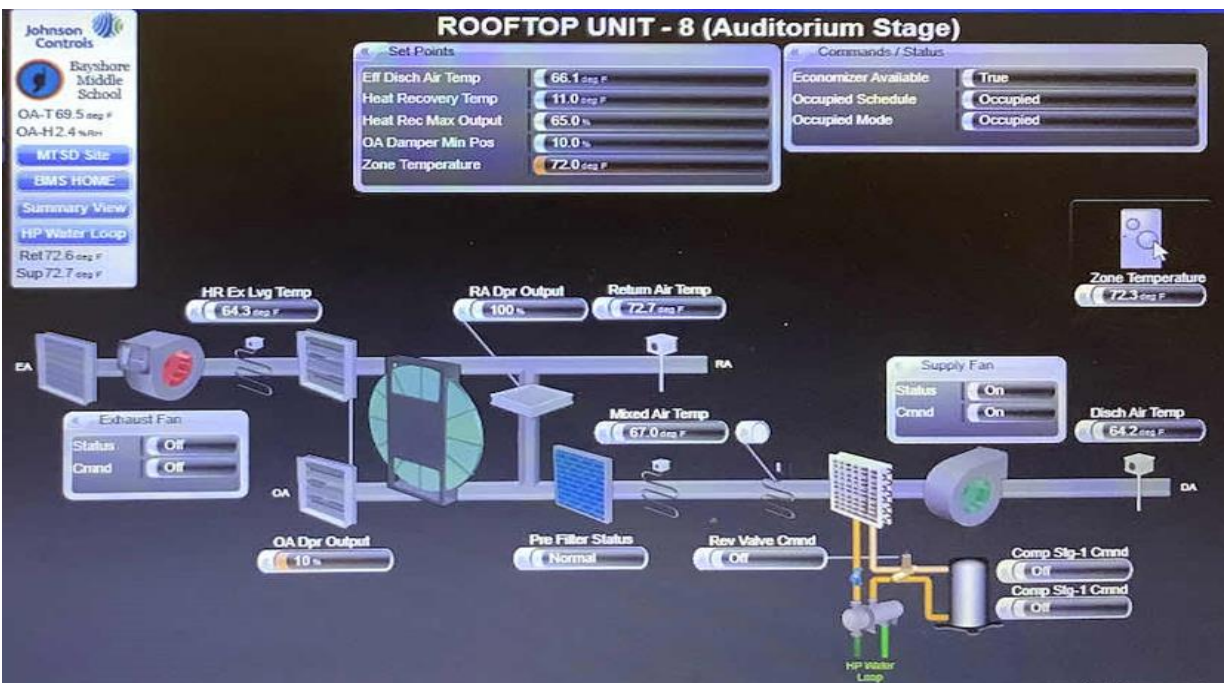 ROOFTOP UNIT - 8 (Auditorium Stage)
Johnson
Controls
Bayshore
Middle
School
OA-T 69.5 deg F
OA-H 2.4 %RH
MTSD Site
BMS HOME
Summary View
HP Water Loop
Ret 72.6 deg F
Sup 72.7 deg F
Set Points
Eff Disch Air Temp 66.1 deg F
Heat Recovery Temp 11.0 deg F
Heat Rec Max Output 65.0 %
OA Damper Min Pos 10.0 %
Zone Temperature 72.0 deg F
Commands / Status
Economizer Available True
Occupied Schedule Occupied
Occupied Mode Occupied
Zone Temperature
72.3 deg F
HR Ex Lvg Temp
64.3 deg F
RA Dpr Output
100 %
Return Air Temp
72.7 deg F
EA
RA
Supply Fan
Status On
Cmnd On
Exhaust Fan
Status Off
Cmnd Off
Mixed Air Temp
67.0 deg F
Disch Air Temp
64.2 deg F
OA
DA
OA Dpr Output
10 %
Pre Filter Status
Normal
Rev Valve Cmnd
Off
Comp Stg-1 Cmnd
Off
Comp Stg-1 Cmnd
Off
HP Water
Loop